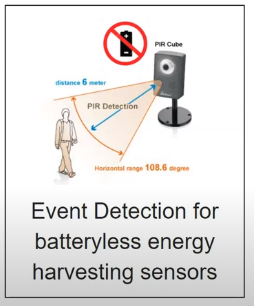 PIR Cube
distance 6 meter
PIR Detection
Horizontal range 108.6 degree
Event Detection for
batteryless energy
harvesting sensors